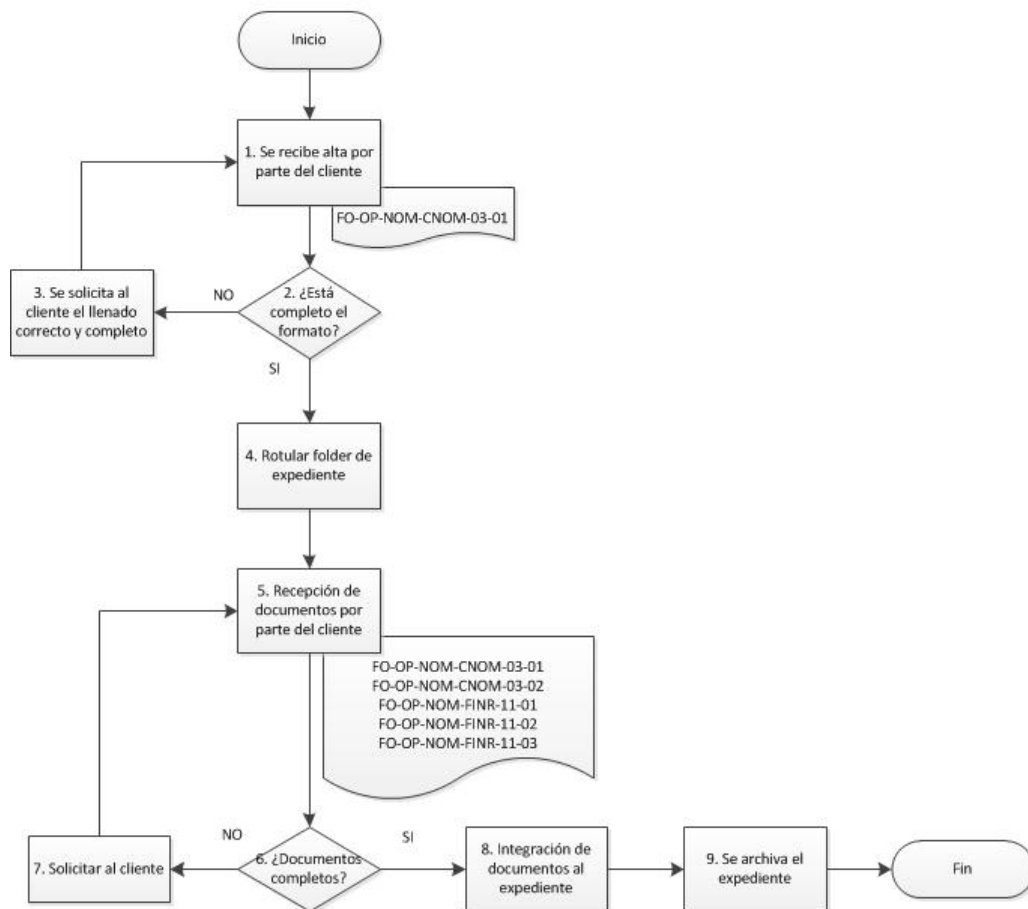 Inicio
1. Se recibe alta por
parte del cliente
FO-OP-NOM-CNOM-03-01
3. Se solicita al
cliente el llenado
correcto y completo
NO
2. ¿Está
completo el
formato?
SI
4. Rotular folder de
expediente
5. Recepción de
documentos por
parte del cliente
FO-OP-NOM-CNOM-03-01
FO-OP-NOM-CNOM-03-02
FO-OP-NOM-FINR-11-01
FO-OP-NOM-FINR-11-02
FO-OP-NOM-FINR-11-03
7. Solicitar al cliente
NO
6. ¿Documentos
completos?
SI
8. Integración de
documentos al
expediente
9. Se archiva el
expediente
Fin